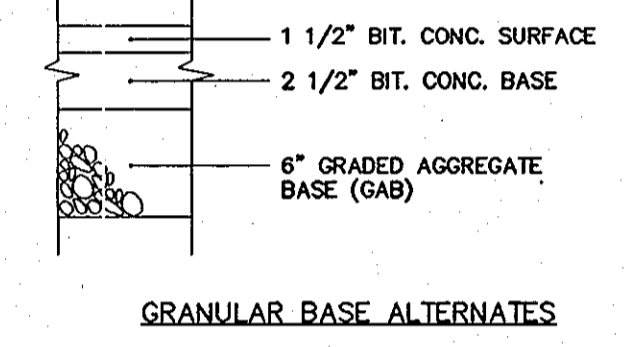 1 1/2" BIT. CONC. SURFACE
2 1/2" BIT. CONC. BASE
6" GRADED AGGREGATE
BASE (GAB)
GRANULAR BASE ALTERNATES